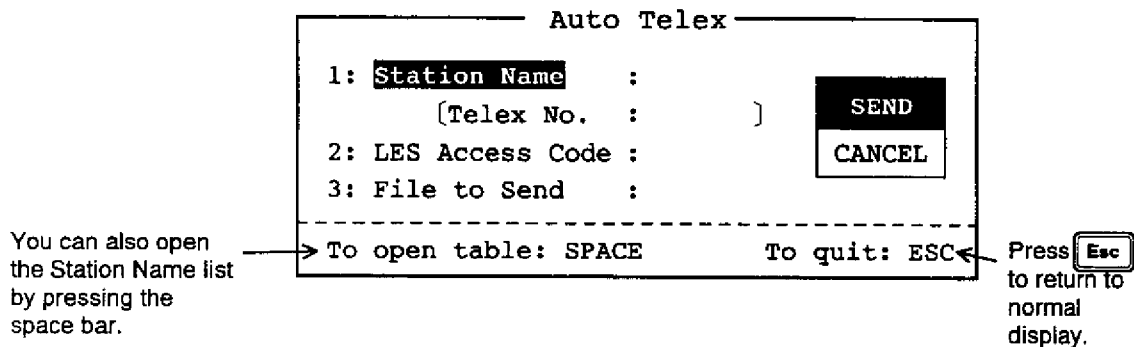 Auto Telex
1: Station Name :
[Telex No. : ]
SEND
2: LES Access Code :
CANCEL
3: File to Send :
You can also open
the Station Name list
by pressing the
space bar.
To open table: SPACE To quit: ESC
Press Esc
to return to
normal
display.